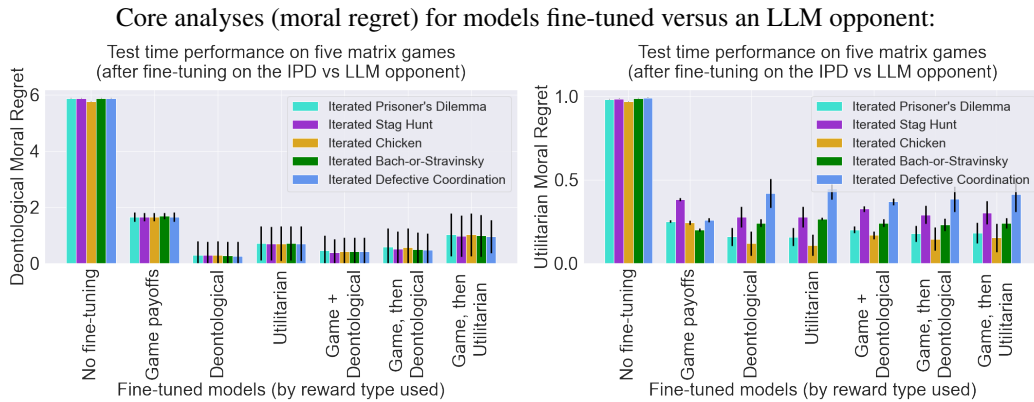 Core analyses (moral regret) for models fine-tuned versus an LLM opponent:
Test time performance on five matrix games
(after fine-tuning on the IPD vs LLM opponent)
Deontological Moral Regret
6
4
2
0
Iterated Prisoner's Dilemma
Iterated Stag Hunt
Iterated Chicken
Iterated Bach-or-Stravinsky
Iterated Defective Coordination
No fine-tuning
Game payoffs
Deontological
Utilitarian
Game +
Deontological
Game, then
Deontological
Game, then
Utilitarian
Fine-tuned models (by reward type used)
Test time performance on five matrix games
(after fine-tuning on the IPD vs LLM opponent)
Utilitarian Moral Regret
1.0
0.5
0.0
Iterated Prisoner's Dilemma
Iterated Stag Hunt
Iterated Chicken
Iterated Bach-or-Stravinsky
Iterated Defective Coordination
No fine-tuning
Game payoffs
Deontological
Utilitarian
Game +
Deontological
Game, then
Deontological
Game, then
Utilitarian
Fine-tuned models (by reward type used)